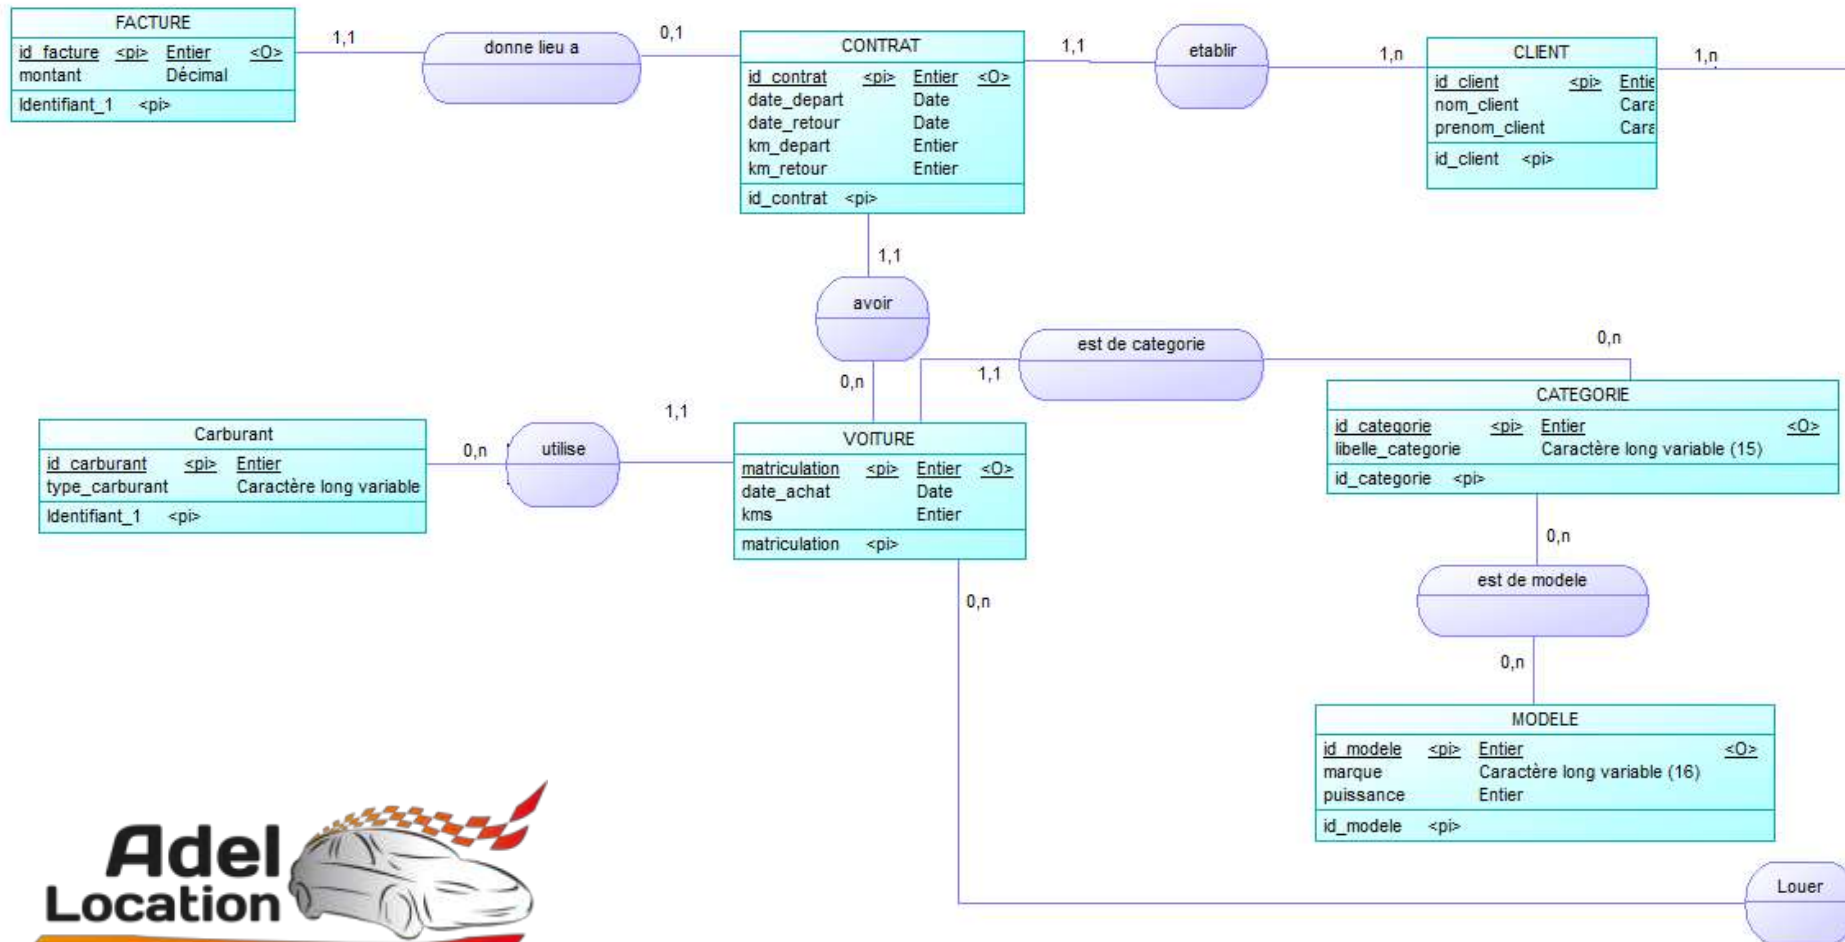 FACTURE
id_facture <pi> Entier <O>
montant Décimal
Identifiant_1 <pi>
1,1
donne lieu a
0,1
CONTRAT
id_contrat <pi> Entier <O>
date_depart Date
date_retour Date
km_depart Entier
km_retour Entier
id_contrat <pi>
1,1
etablir
1,n
CLIENT
id_client <pi> Entie
nom_client Cara
prenom_client Cara
id_client <pi>
1,n
1,1
avoir
0,n
est de categorie
1,1
0,n
CATEGORIE
id_categorie <pi> Entier <O>
libelle_categorie Caractère long variable (15)
id_categorie <pi>
Carburant
id_carburant <pi> Entier
type_carburant Caractère long variable
Identifiant_1 <pi>
0,n
utilise
1,1
VOITURE
matriculation <pi> Entier <O>
date_achat Date
kms Entier
matriculation <pi>
0,n
0,n
est de modele
0,n
MODELE
id_modele <pi> Entier <O>
marque Caractère long variable (16)
puissance Entier
id_modele <pi>
Louer
Adel
Location